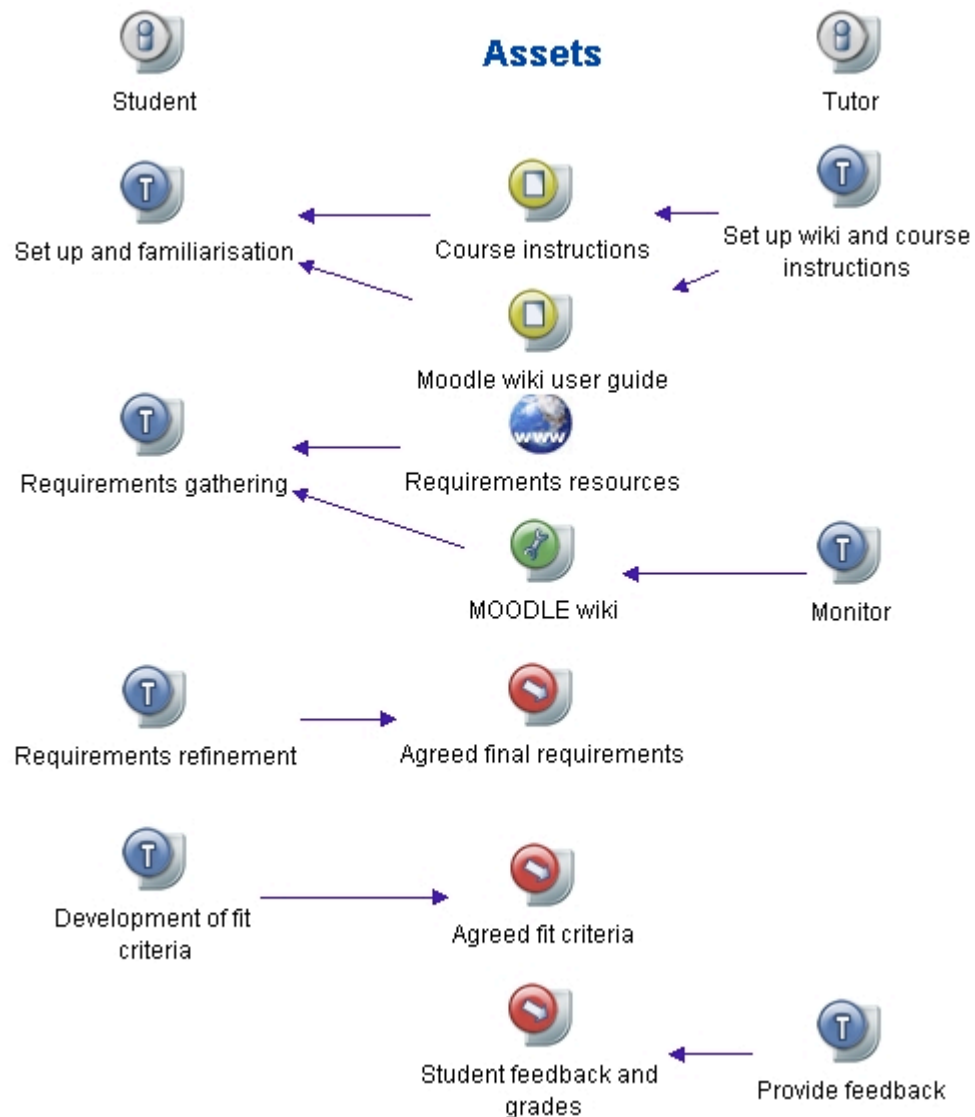 Assets
Student
Tutor
T
T
Set up and familiarisation
Course instructions
Set up wiki and course
instructions
Moodle wiki user guide
T
www
Requirements gathering
Requirements resources
T
MOODLE wiki
Monitor
T
Requirements refinement
Agreed final requirements
T
Development of fit
criteria
Agreed fit criteria
T
Student feedback and
grades
Provide feedback